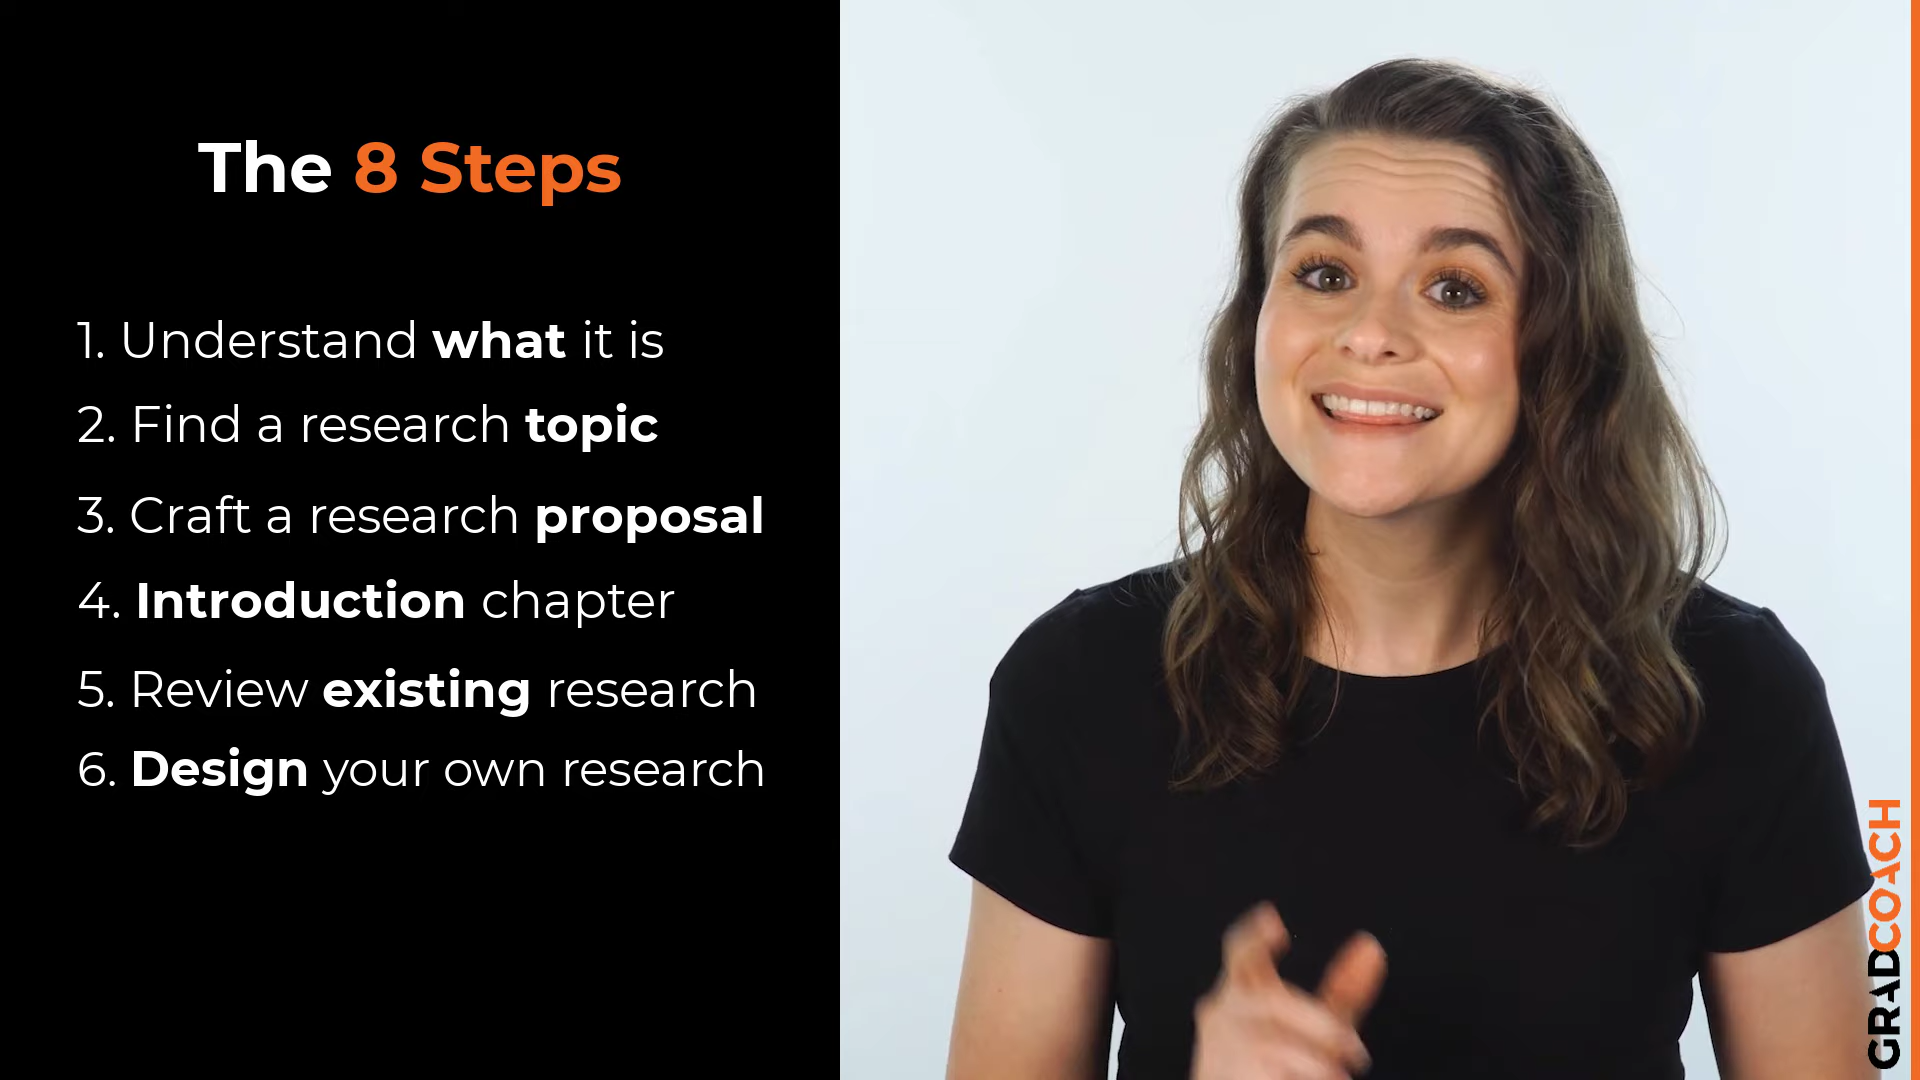 The 8 Steps
1. Understand what it is
2. Find a research topic
3. Craft a research proposal
4. Introduction chapter
5. Review existing research
6. Design your own research
GRADCOACH